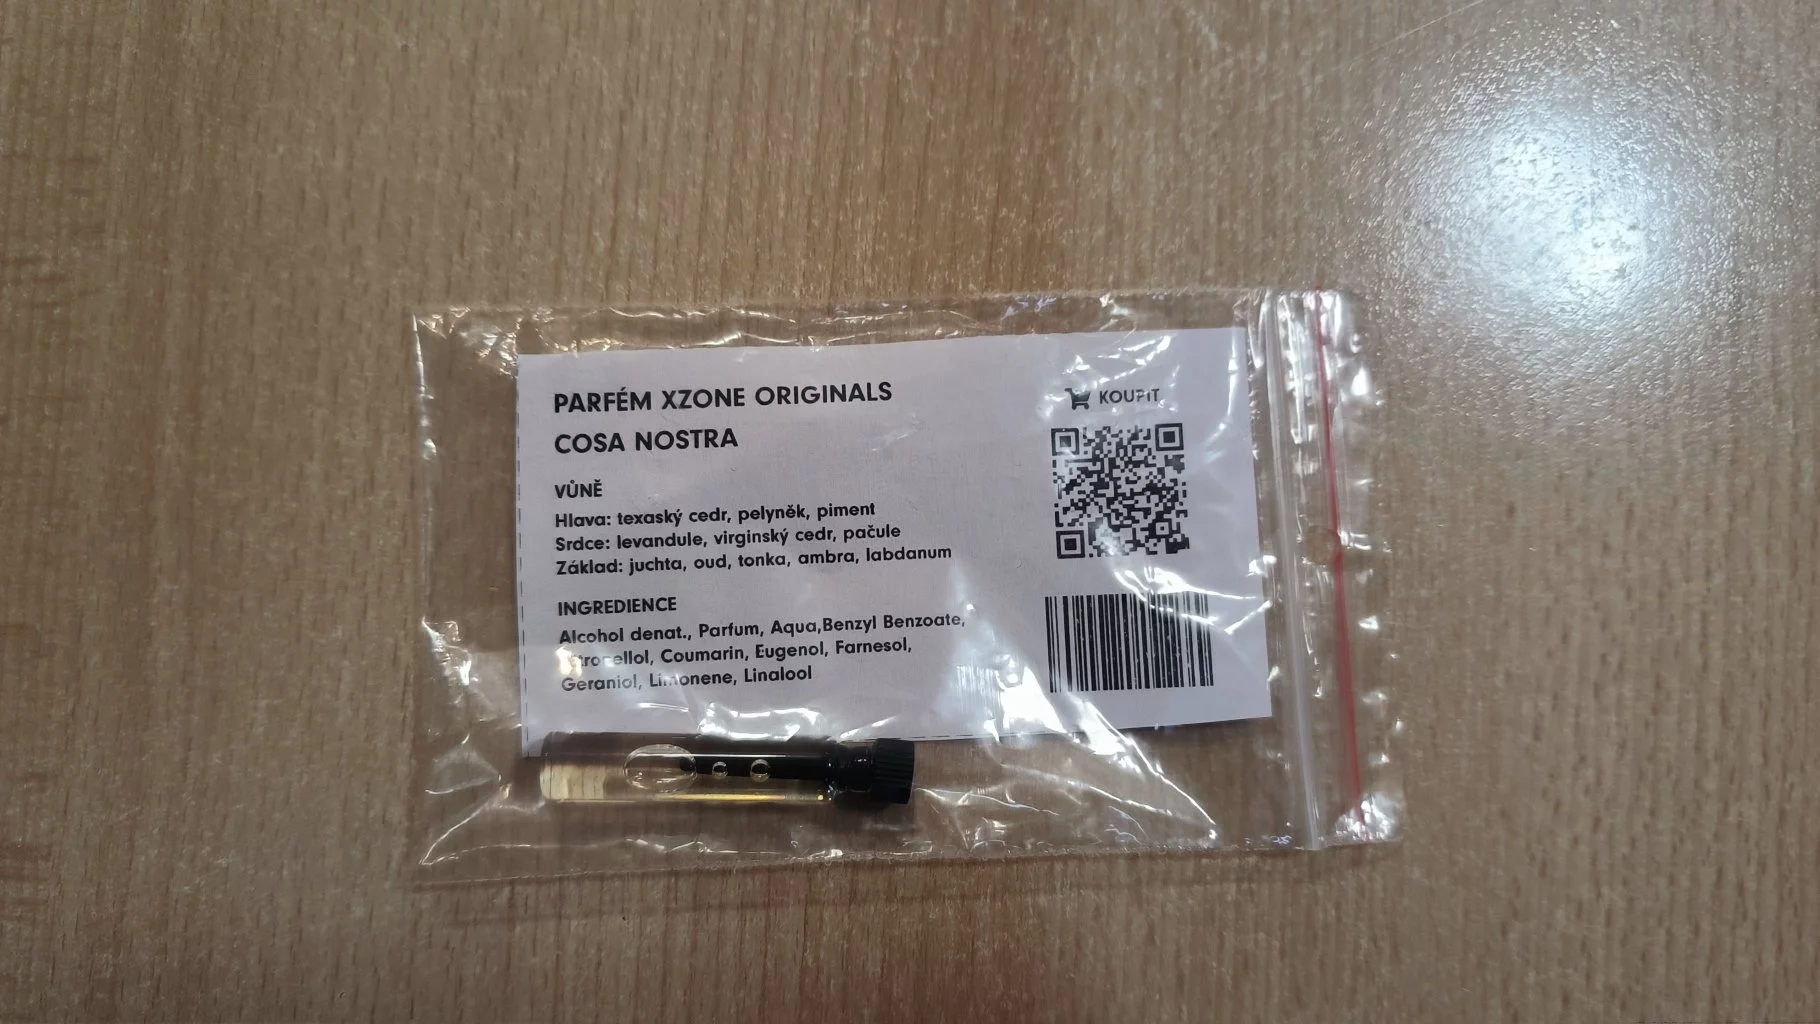 PARFÉM XZONE ORIGINALS
COSA NOSTRA
KOUPIT
VŮNĚ
Hlava: texaský cedr, pelyněk, piment
Srdce: levandule, virginský cedr, pačule
Základ: juchta, oud, tonka, ambra, labdanum
INGREDIENCE
Alcohol denat., Parfum, Aqua,Benzyl Benzoate,
Coumarin, Eugenol, Farnesol,
Geraniol, Limonene, Linalool